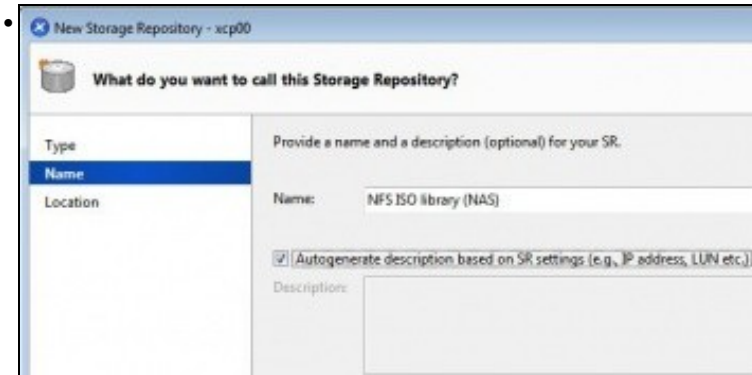 New Storage Repository - xcp00
What do you want to call this Storage Repository?
Type
Name
Location
Provide a name and a description (optional) for your SR.
Name: NFS ISO library (NAS)
Autogenerate description based on SR settings (e.g., IP address, LUN etc.)
Description: